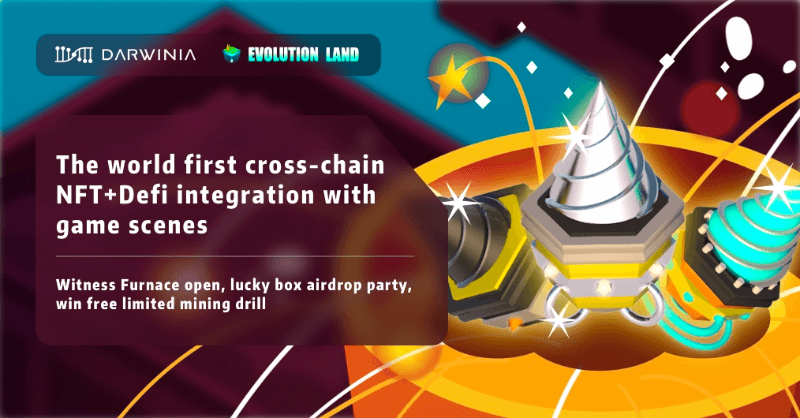 DARWINIA
EVOLUTION LAND
The world first cross-chain
NFT+Defi integration with
game scenes
Witness Furnace open, lucky box airdrop party,
win free limited mining drill